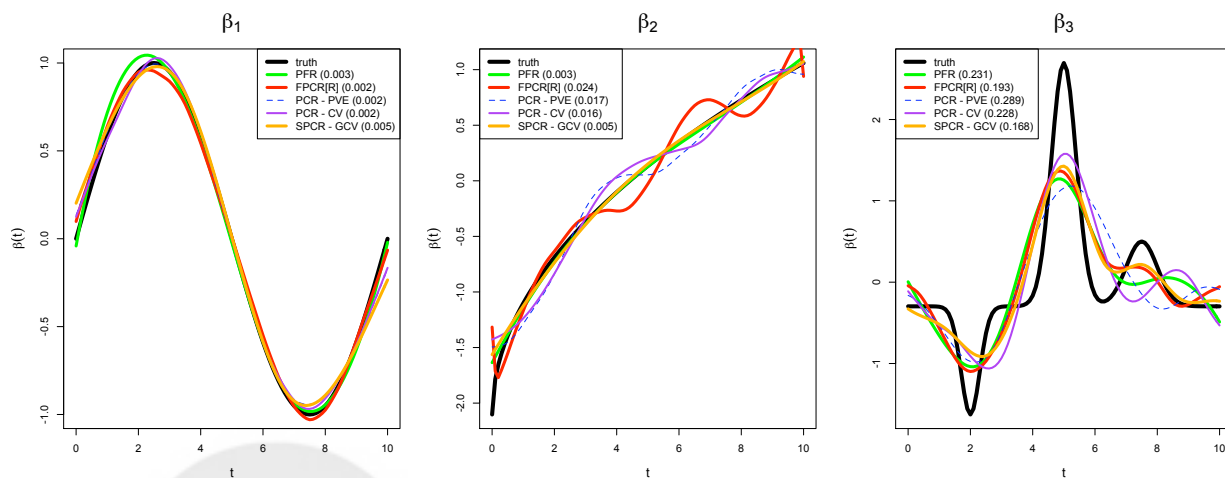 β1
β(t)
1.0
0.5
0.0
-0.5
-1.0
truth
PFR (0.003)
FPCR[R] (0.002)
PCR - PVE (0.002)
PCR - CV (0.002)
SPCR - GCV (0.005)
0 2 4 6 8 10
t
β2
β(t)
1.0
0.5
0.0
-0.5
-1.0
-1.5
-2.0
truth
PFR (0.003)
FPCR[R] (0.024)
PCR - PVE (0.017)
PCR - CV (0.016)
SPCR - GCV (0.005)
0 2 4 6 8 10
t
β3
β(t)
2
1
0
-1
truth
PFR (0.231)
FPCR[R] (0.193)
PCR - PVE (0.289)
PCR - CV (0.228)
SPCR - GCV (0.168)
0 2 4 6 8 10
t